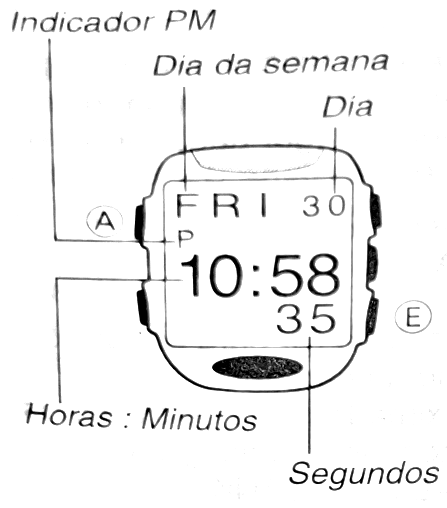 Indicador PM
Dia da semana
Dia
FRI 30
A
P
10:58
35
E
Horas : Minutos
Segundos